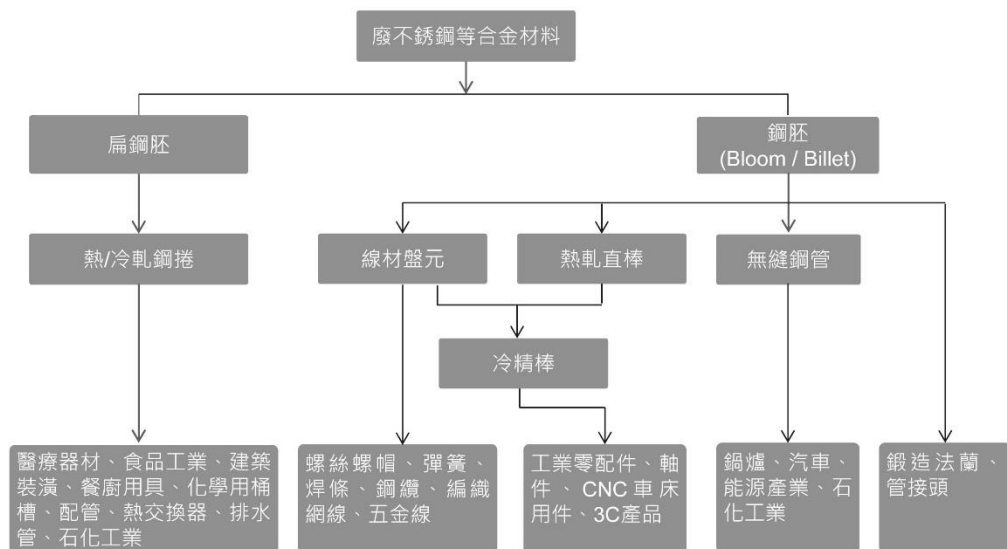 廢不銹鋼等合金材料
扁鋼胚
鋼胚
(Bloom / Billet)
熱/冷軋鋼捲
線材盤元
熱軋直棒
無縫鋼管
冷精棒
醫療器材、食品工業、建築
裝潢、餐廚用具、化學用桶
槽、配管、熱交換器、排水
管、石化工業
螺絲螺帽、彈簧、
焊條、鋼纜、編織
網線、五金線
工業零配件、軸
件、CNC車床
用件、3C產品
鍋爐、汽車、
能源產業、石
化工業
鍛造法蘭、
管接頭